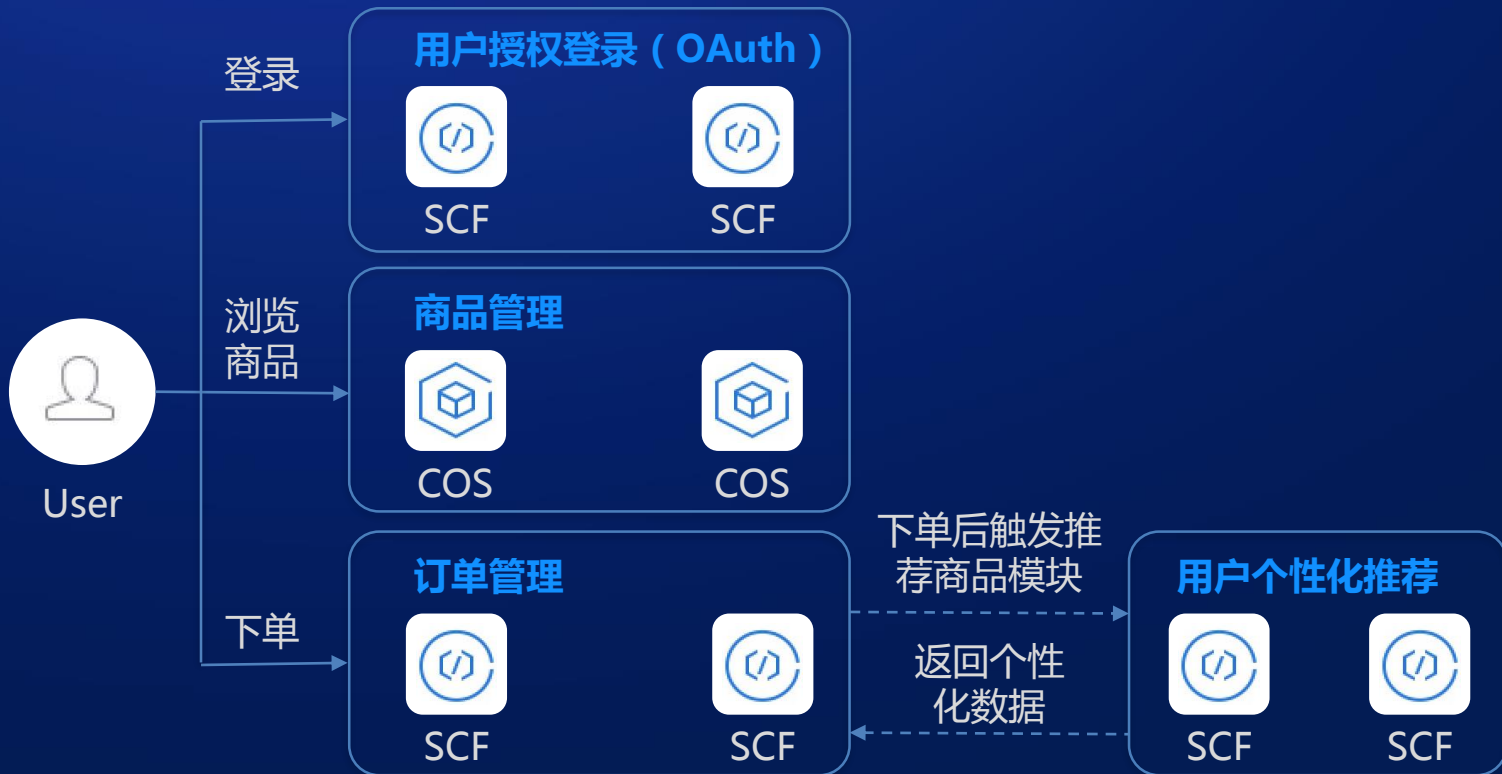 用户授权登录（OAuth）
登录
SCF
SCF
浏览
商品
商品管理
COS
COS
User
下单
订单管理
SCF
SCF
下单后触发推
荐商品模块
返回个性
化数据
用户个性化推荐
SCF
SCF